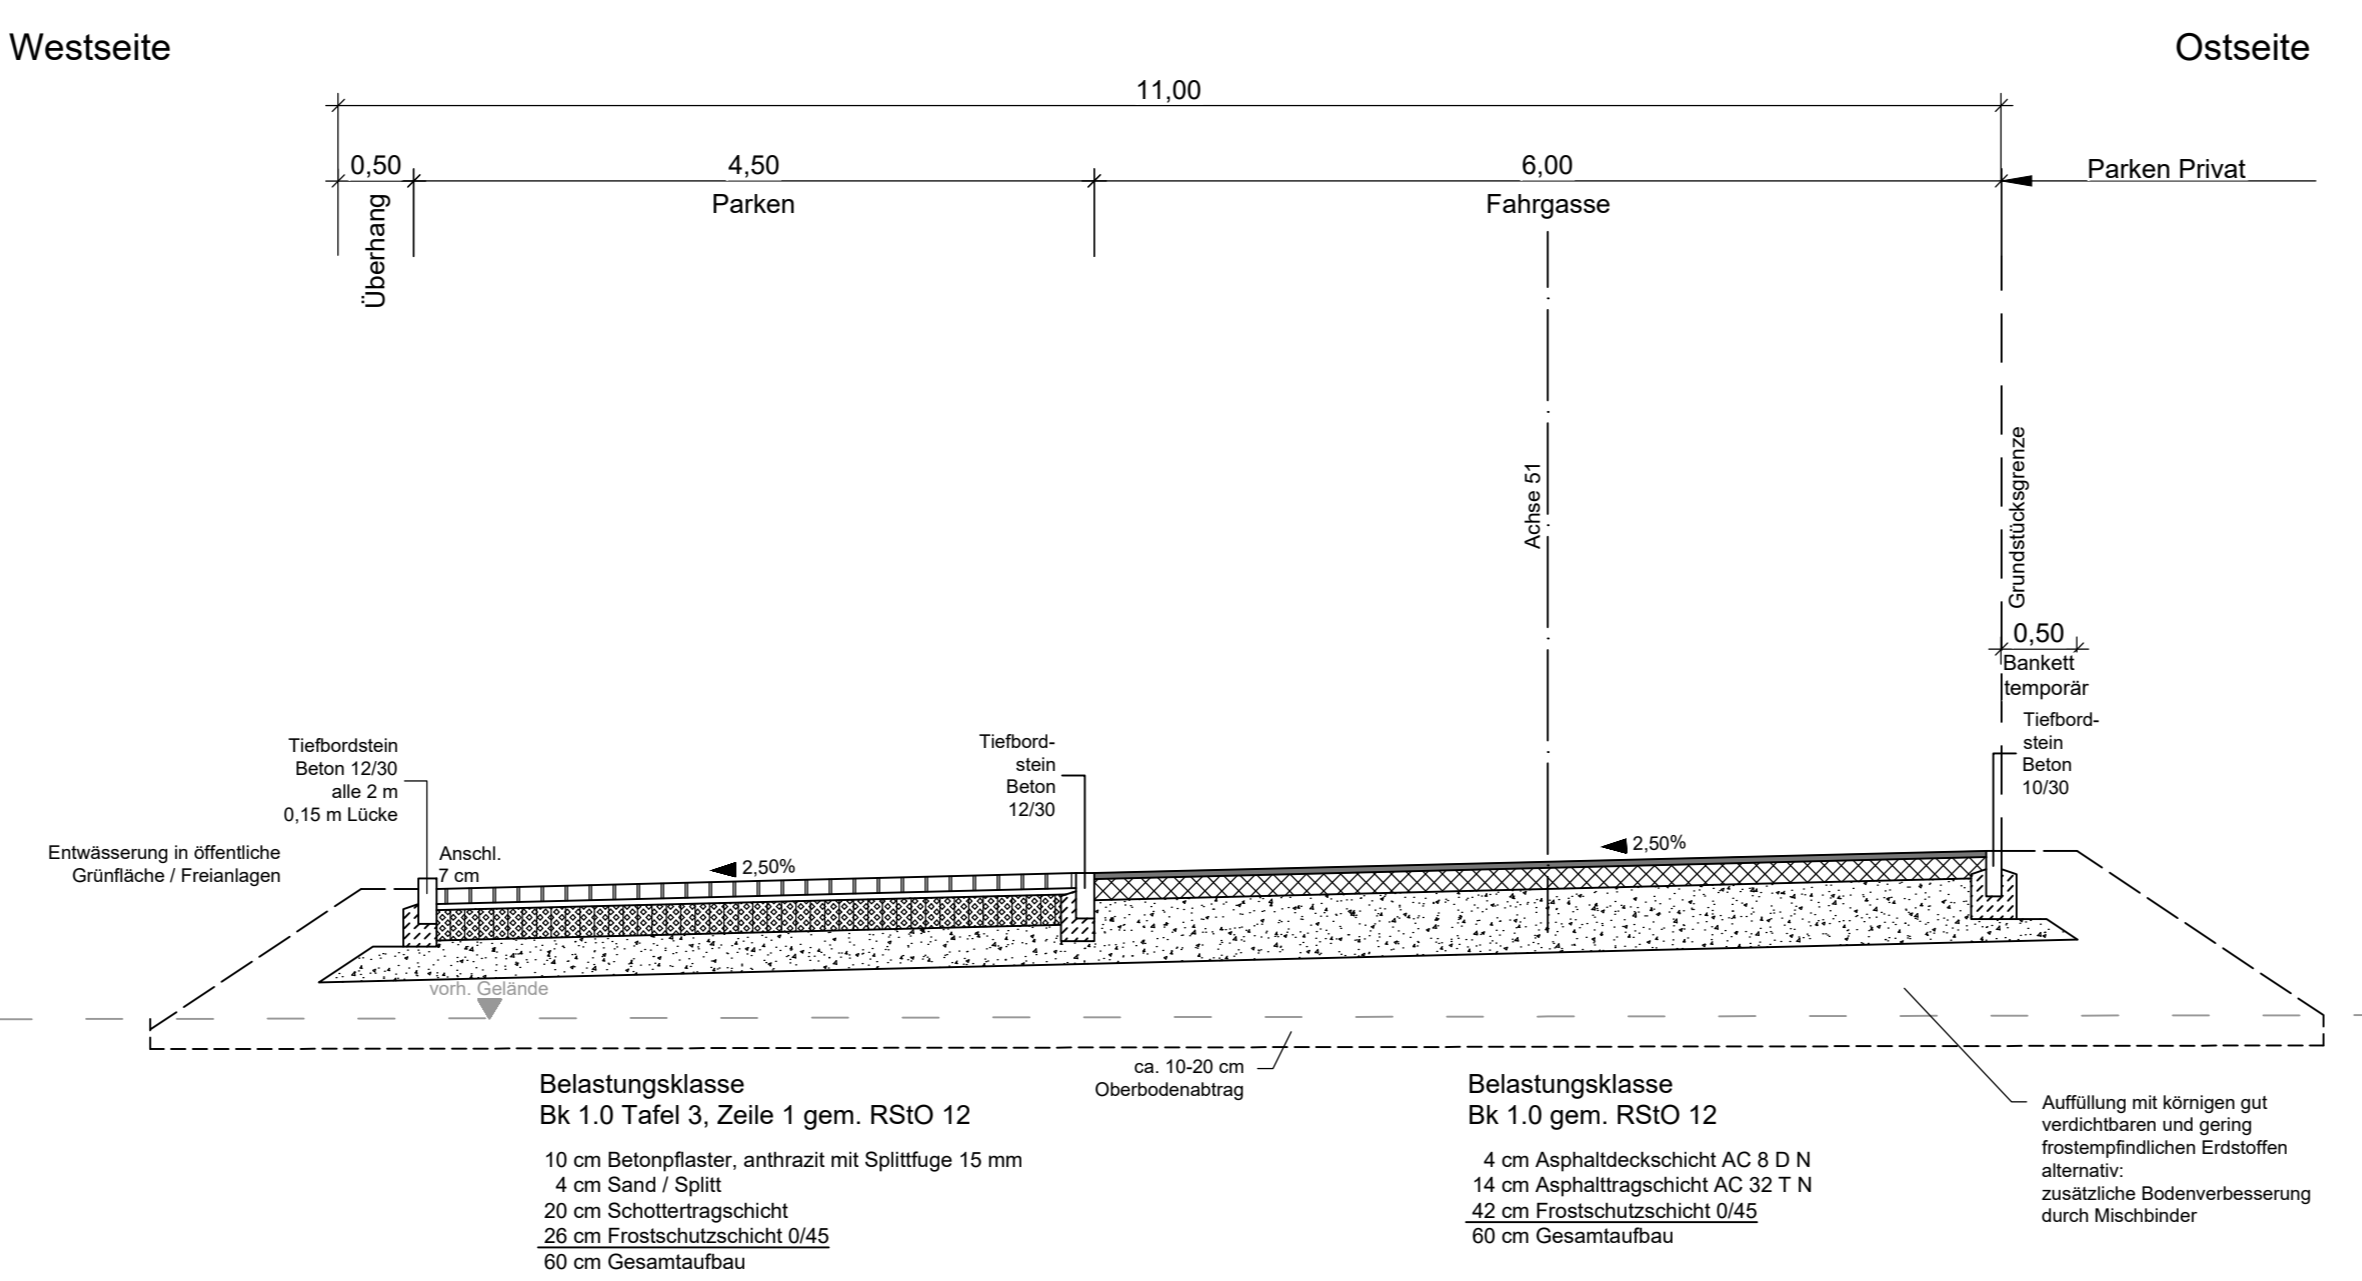 Westseite
Ostseite
11,00
0,50
4,50
6,00
Parken Privat
Überhang
Parken
Fahrgasse
Achse 51
Grundstücksgrenze
0,50
Bankett
temporär
Tiefbordstein
Beton 12/30
alle 2 m
0,15 m Lücke
Tiefbord-
stein
Beton
12/30
Tiefbord-
stein
Beton
10/30
Entwässerung in öffentliche
Grünfläche / Freianlagen
Anschl.
7 cm
2,50%
2,50%
vorh. Gelände
ca. 10-20 cm
Oberbodenabtrag
Belastungsklasse
Bk 1.0 Tafel 3, Zeile 1 gem. RStO 12
10 cm Betonpflaster, anthrazit mit Splittfuge 15 mm
4 cm Sand / Splitt
20 cm Schottertragschicht
26 cm Frostschutzschicht 0/45
60 cm Gesamtaufbau
Belastungsklasse
Bk 1.0 gem. RStO 12
4 cm Asphaltdeckschicht AC 8 D N
14 cm Asphalttragschicht AC 32 T N
42 cm Frostschutzschicht 0/45
60 cm Gesamtaufbau
Auffüllung mit körnigen gut
verdichtbaren und gering
frostempfindlichen Erdstoffen
alternativ:
zusätzliche Bodenverbesserung
durch Mischbinder